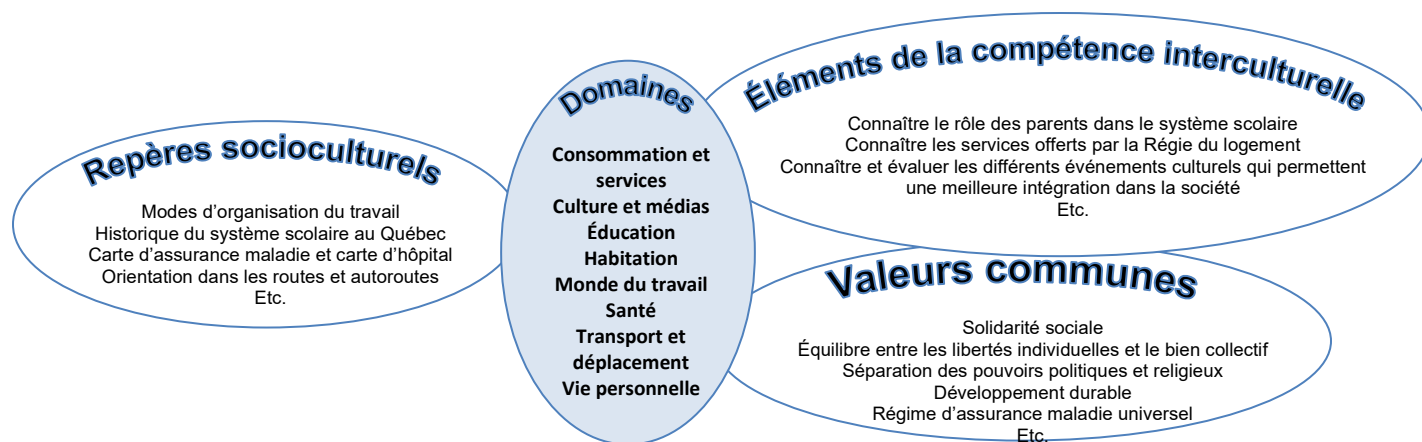 Repères socioculturels
Modes d'organisation du travail
Historique du système scolaire au Québec
Carte d'assurance maladie et carte d'hôpital
Orientation dans les routes et autoroutes
Etc.
Domaines
Consommation et
services
Culture et médias
Éducation
Habitation
Monde du travail
Santé
Transport et
déplacement
Vie personnelle
Éléments de la compétence interculturelle
Connaître le rôle des parents dans le système scolaire
Connaître les services offerts par la Régie du logement
Connaître et évaluer les différents événements culturels qui permettent
une meilleure intégration dans la société
Etc.
Valeurs communes
Solidarité sociale
Équilibre entre les libertés individuelles et le bien collectif
Séparation des pouvoirs politiques et religieux
Développement durable
Régime d'assurance maladie universel
Etc.